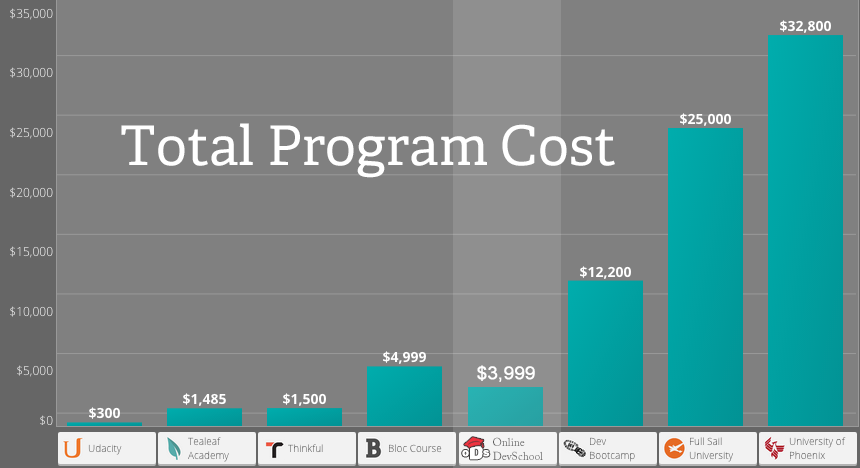 $35,000
$30,000
$25,000
$20,000
$15,000
$10,000
$5,000
$0
Total Program Cost
$300
$1,485
$1,500
$4,999
$3,999
$12,200
$25,000
$32,800
Udacity
Tealeaf
Academy
Thinkful
B
Bloc Course
ODS
Online
DevSchool
Dev
Bootcamp
Full Sail
University
University of
Phoenix